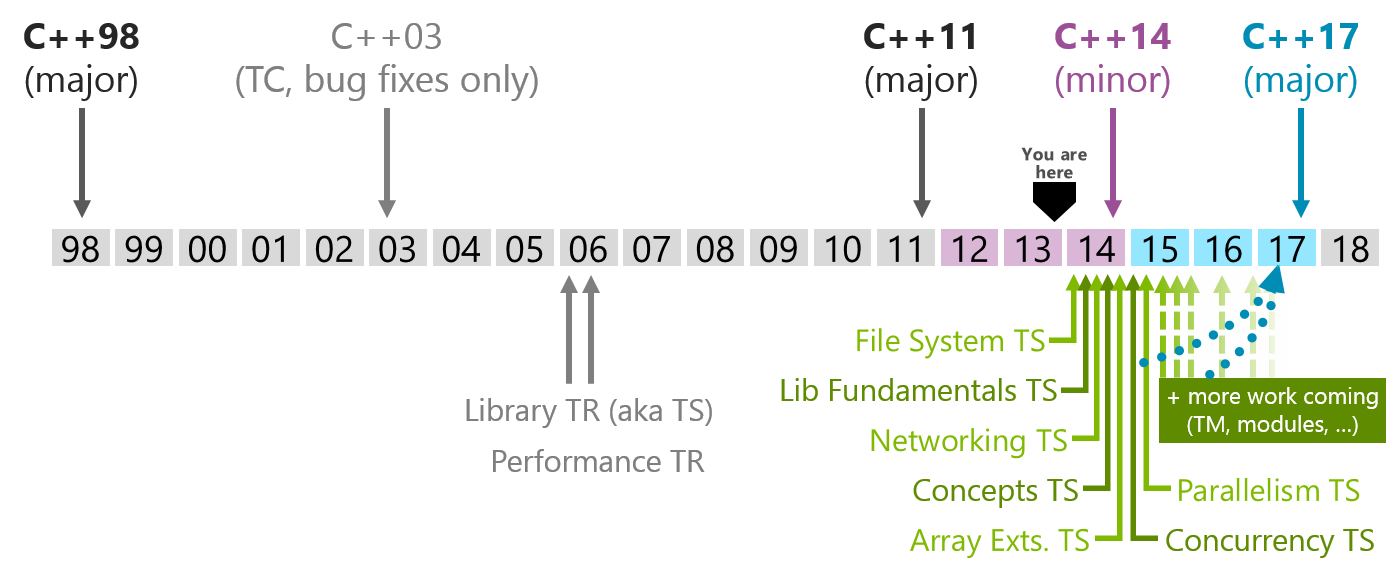 C++98
(major)
C++03
(TC, bug fixes only)
C++11
(major)
C++14
(minor)
C++17
(major)
You are
here
98 99 00 01 02 03 04 05 06 07 08 09 10 11 12 13 14 15 16 17 18
File System TS
Lib Fundamentals TS
+ more work coming
(TM, modules, ...)
Library TR (aka TS)
Networking TS
Performance TR
Concepts TS
Parallelism TS
Array Exts. TS
Concurrency TS